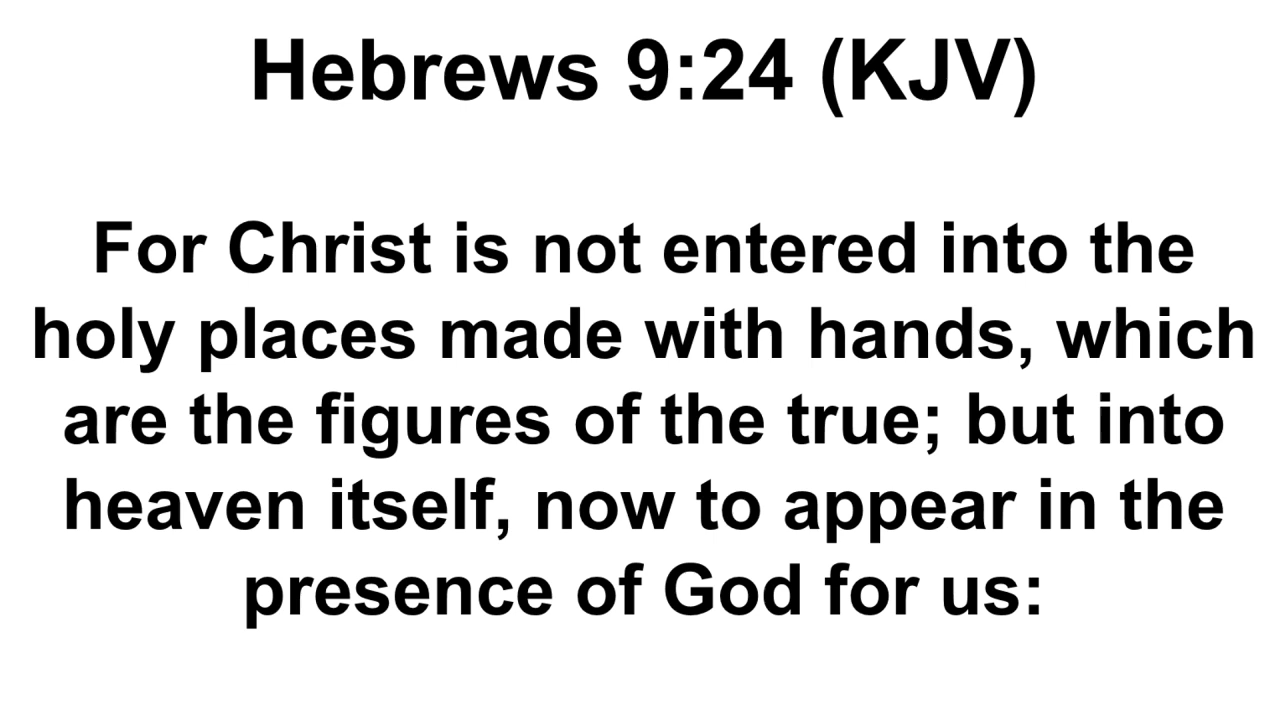 Hebrews 9:24 (KJV)
For Christ is not entered into the
holy places made with hands, which
are the figures of the true; but into
heaven itself, now to appear in the
presence of God for us: